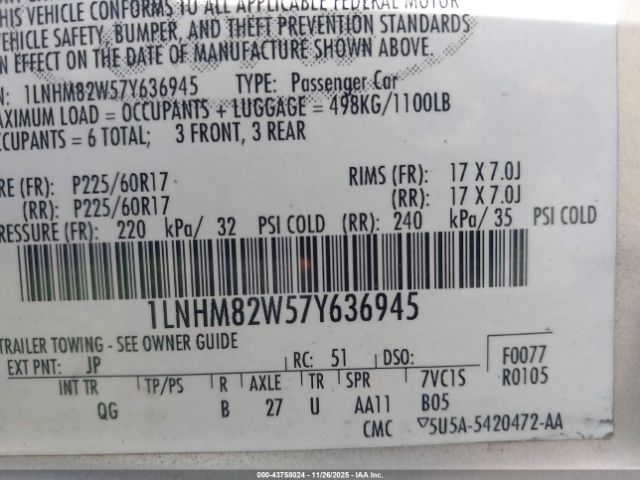 THIS VEHICLE CONFORMS TO ALL APPLICABLE FEDERAL MOTOR
VEHICLE SAFETY, BUMPER, AND THEFT PREVENTION STANDARDS
IN EFFECT ON THE DATE OF MANUFACTURE SHOWN ABOVE.
N: 1LNHM82W57Y636945 TYPE: Passenger Car
MAXIMUM LOAD = OCCUPANTS + LUGGAGE = 498KG/1100LB
CCUPANTS = 6 TOTAL; 3 FRONT, 3 REAR
RE (FR): P225/60R17 RIMS (FR): 17 X 7.0J
(RR): P225/60R17 (RR): 17 X 7.0J
PRESSURE (FR): 220 kPa/ 32 PSI COLD (RR): 240 kPa/ 35 PSI COLD
1LNHM82W57Y636945
TRAILER TOWING - SEE OWNER GUIDE
EXT PNT: JP RC: 51 DSO: F0077
INT TR TP/PS R AXLE TR SPR 7VC1S R0105
QG B 27 U AA11 B05
CMC ▽5U5A-5420472-AA
000-43758024 - 11/26/2025 - IAAI.COM